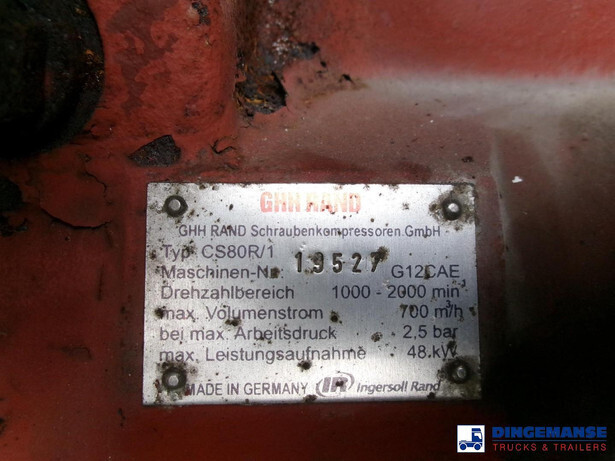 GHH RAND
GHH RAND Schraubenkompressoren GmbH
Typ CS80R/1
Maschinen-Nr. 19527 G12CAE
Drehzahlbereich 1000 - 2000 min⁻¹
max. Volumenstrom 700 m³/h
bei max. Arbeitsdruck 2,5 bar
max. Leistungsaufnahme 48 kW
MADE IN GERMANY IR Ingersoll Rand
DINGEMANSE
TRUCKS & TRAILERS